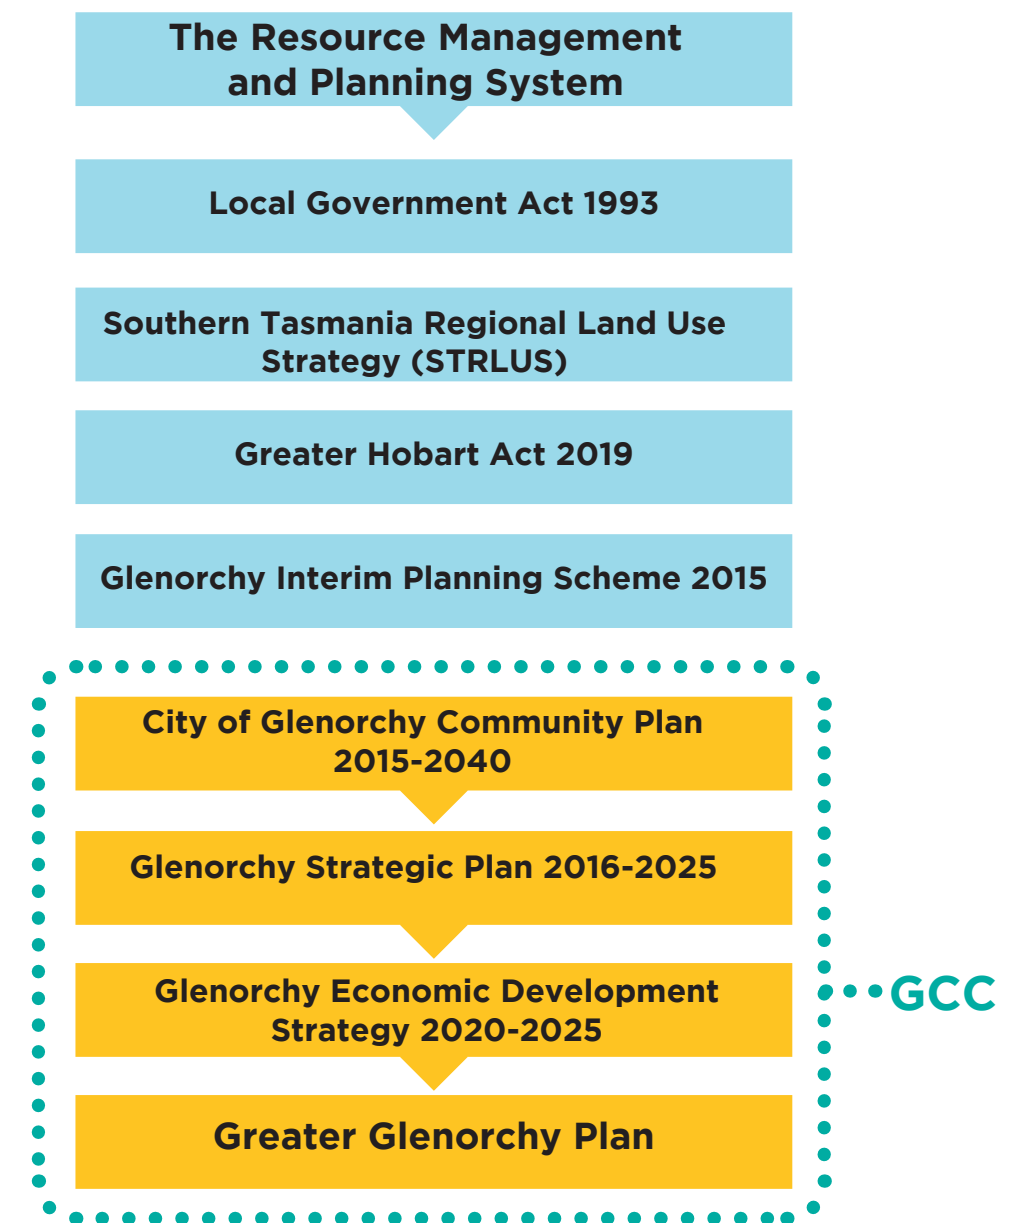 The Resource Management
and Planning System
Local Government Act 1993
Southern Tasmania Regional Land Use
Strategy (STRLUS)
Greater Hobart Act 2019
Glenorchy Interim Planning Scheme 2015
City of Glenorchy Community Plan
2015-2040
Glenorchy Strategic Plan 2016-2025
Glenorchy Economic Development
Strategy 2020-2025
GCC
Greater Glenorchy Plan